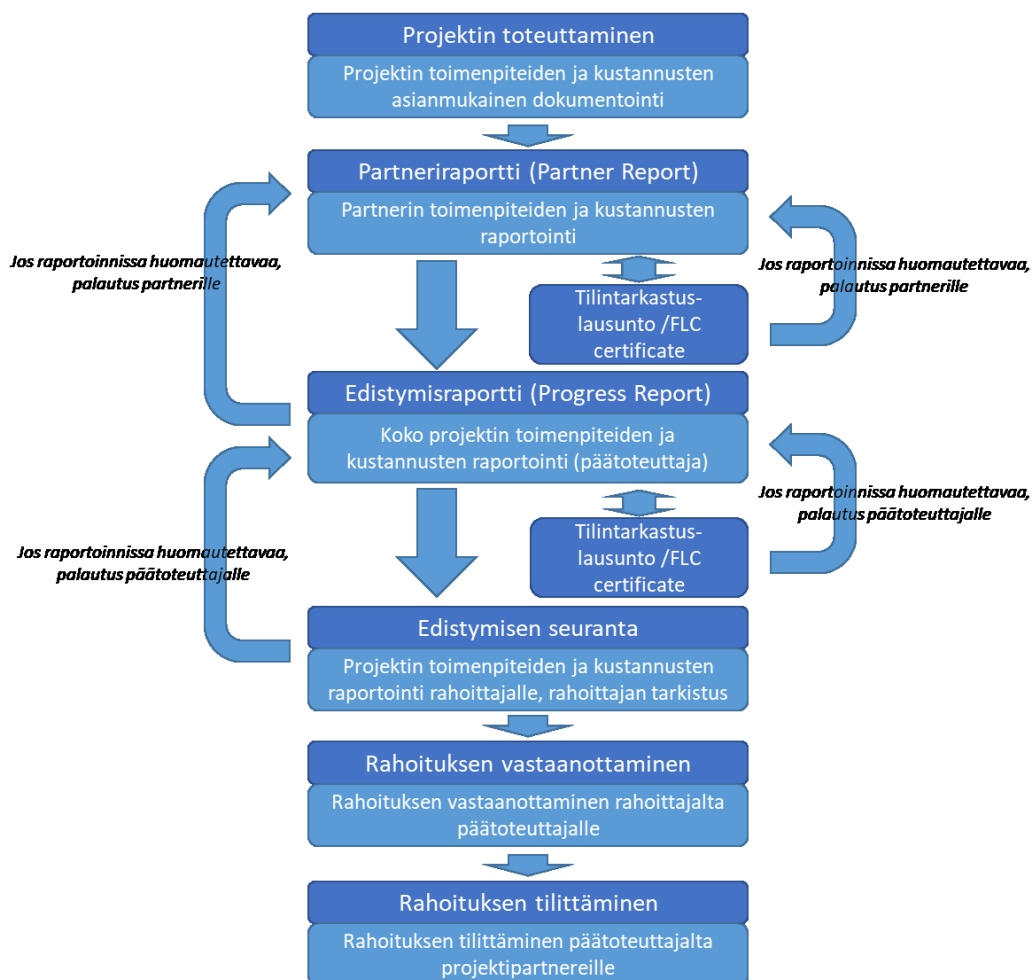 Projektin toteuttaminen
Projektin toimenpiteiden ja kustannusten
asianmukainen dokumentointi
Partneriraportti (Partner Report)
Partnerin toimenpiteiden ja kustannusten
raportointi
Jos raportoinnissa huomautettavaa,
palautus partnerille
Jos raportoinnissa huomautettavaa,
palautus partnerille
Tilintarkastus-
lausunto /FLC
certificate
Edistymisraportti (Progress Report)
Koko projektin toimenpiteiden ja
kustannusten raportointi (päätoteuttaja)
Jos raportoinnissa huomautettavaa,
palautus päätoteuttajalle
Jos raportoinnissa huomautettavaa,
palautus päätoteuttajalle
Tilintarkastus-
lausunto /FLC
certificate
Edistymisen seuranta
Projektin toimenpiteiden ja kustannusten
raportointi rahoittajalle, rahoittajan tarkistus
Rahoituksen vastaanottaminen
Rahoituksen vastaanottaminen rahoittajalta
päätoteuttajalle
Rahoituksen tilittäminen
Rahoituksen tilittäminen päätoteuttajalta
projektipartnereille